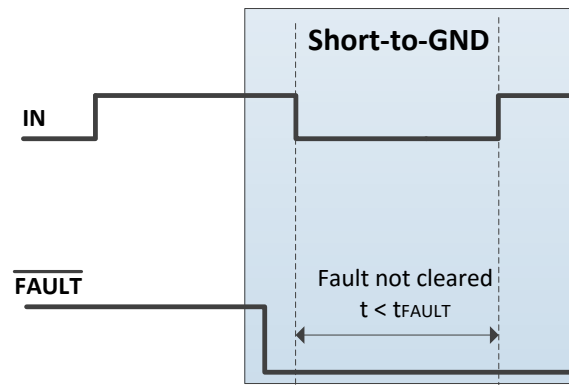 Short-to-GND
IN
FAULT
Fault not cleared
t < tFAULT